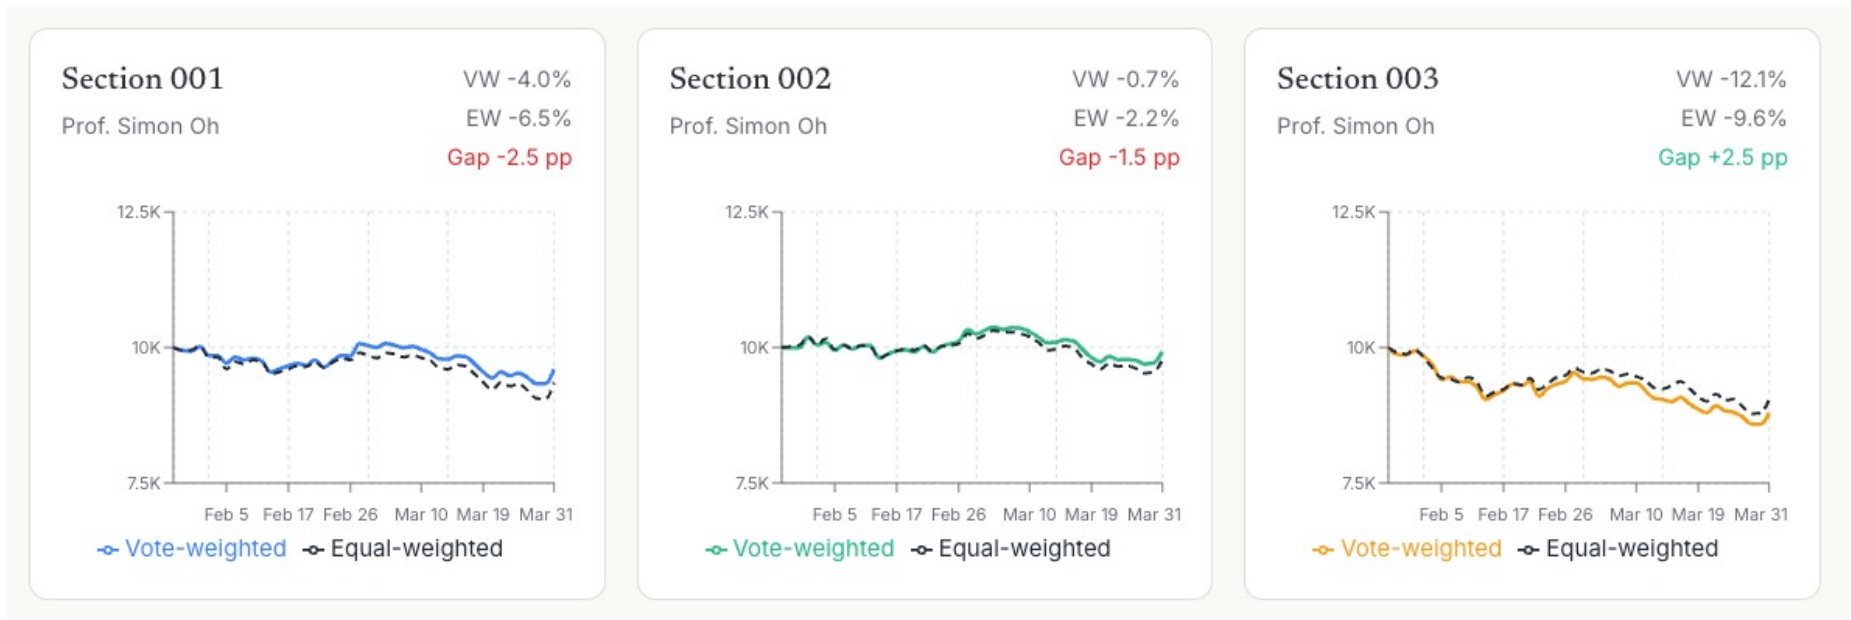 Section 001
VW -4.0%
Prof. Simon Oh
EW -6.5%
Gap -2.5 pp
12.5K
10K
7.5K
Feb 5 Feb 17 Feb 26 Mar 10 Mar 19 Mar 31
Vote-weighted Equal-weighted
Section 002
VW -0.7%
Prof. Simon Oh
EW -2.2%
Gap -1.5 pp
12.5K
10K
7.5K
Feb 5 Feb 17 Feb 26 Mar 10 Mar 19 Mar 31
Vote-weighted Equal-weighted
Section 003
VW -12.1%
Prof. Simon Oh
EW -9.6%
Gap +2.5 pp
12.5K
10K
7.5K
Feb 5 Feb 17 Feb 26 Mar 10 Mar 19 Mar 31
Vote-weighted Equal-weighted